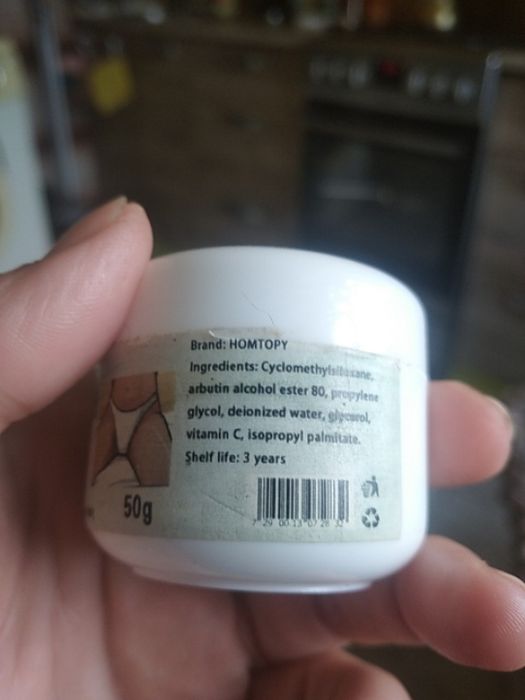 Brand: HOMTOPY
Ingredients: Cyclomethylsiloxane,
arbutin alcohol ester 80, propylene
glycol, deionized water, glycerol,
vitamin C, isopropyl palmitate.
Shelf life: 3 years
50g